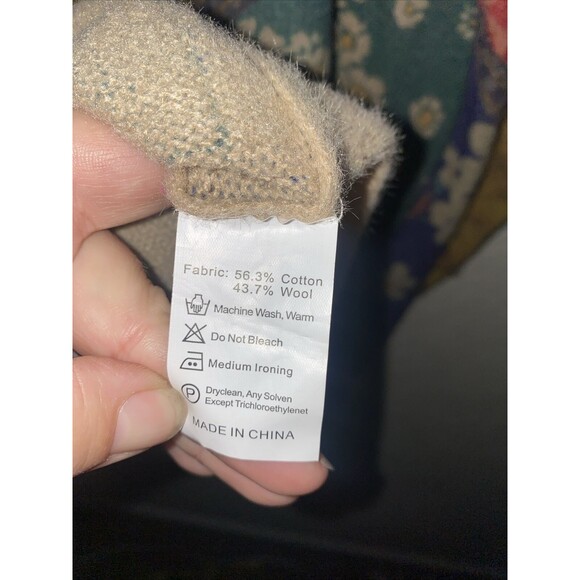 Fabric: 56.3% Cotton
43.7% Wool
Machine Wash, Warm
Do Not Bleach
Medium Ironing
P
Dryclean, Any Solven
Except Trichloroethylenet
MADE IN CHINA